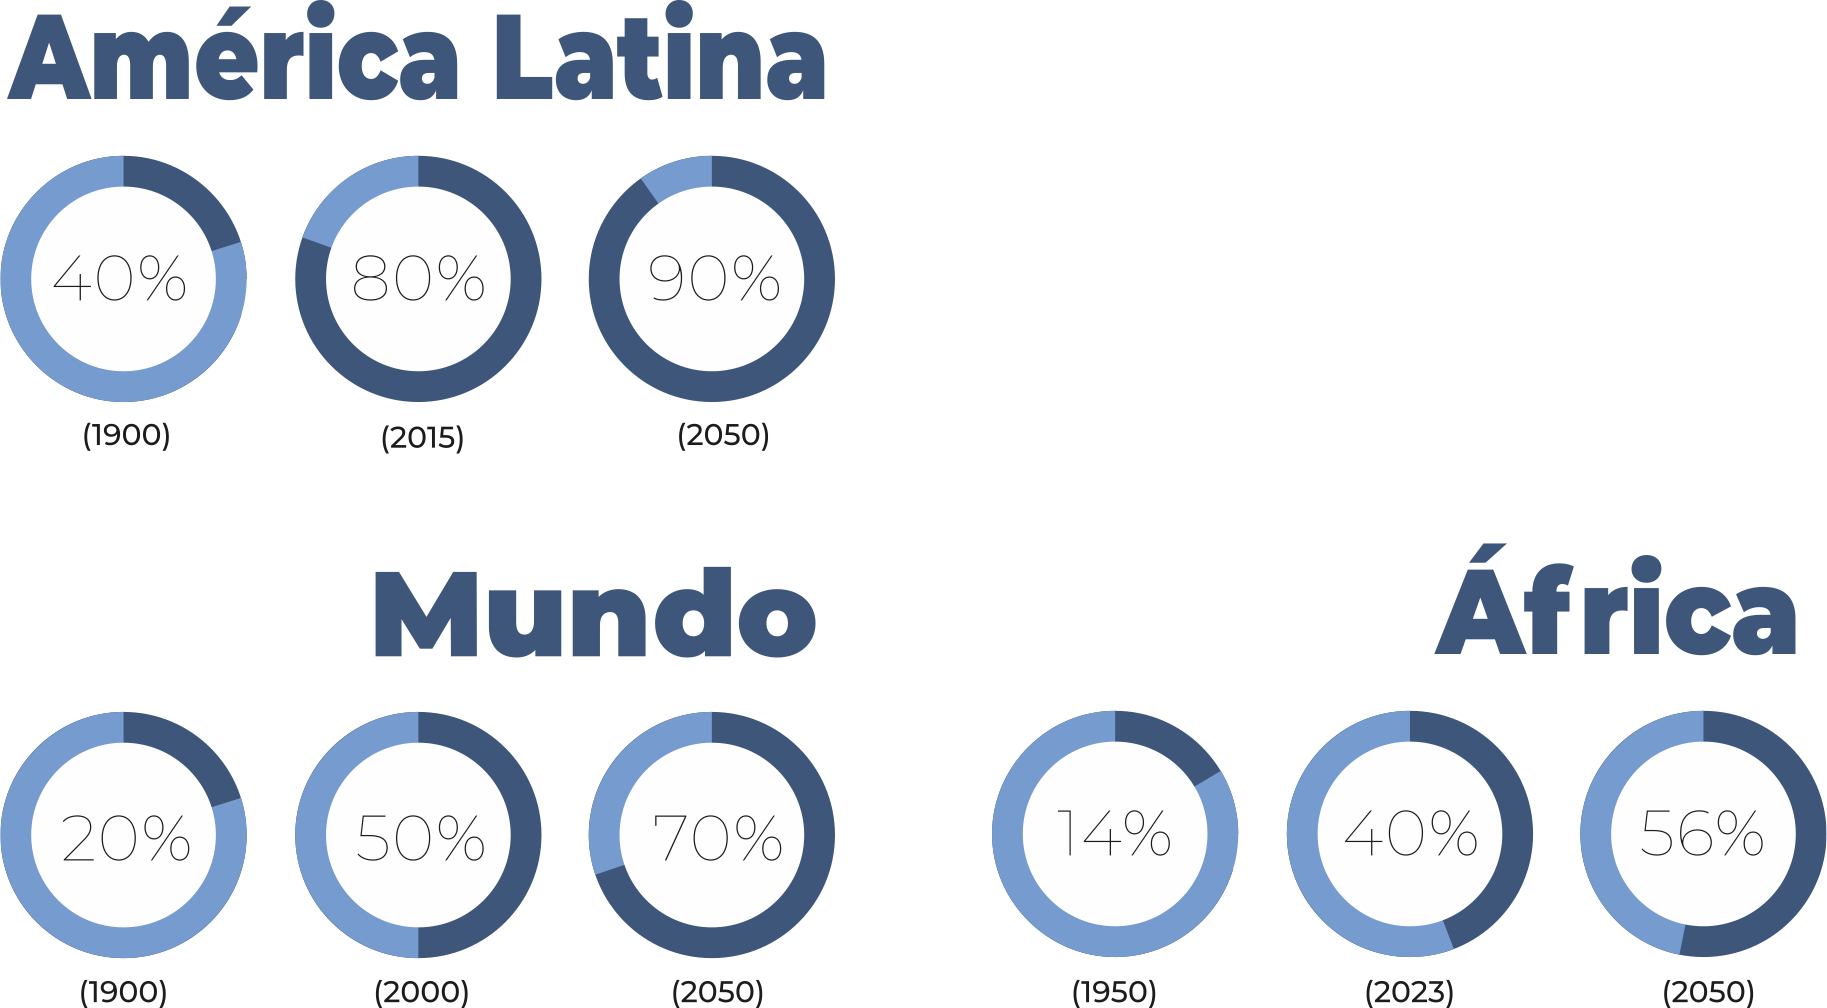 América Latina
40% 80% 90%
(1900) (2015) (2050)
Mundo
20% 50% 70%
(1900) (2000) (2050)
África
14% 40% 56%
(1950) (2023) (2050)